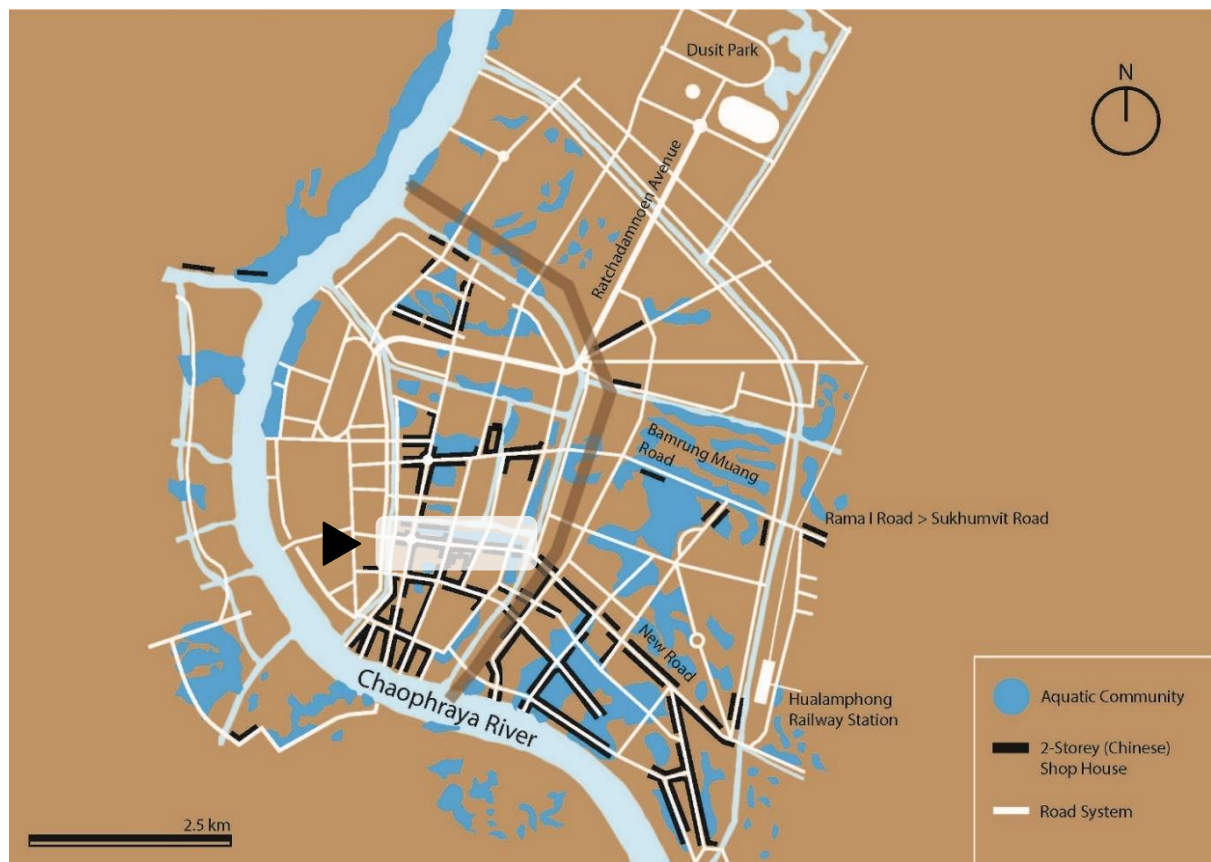 Dusit Park
N
Ratchadamnoen Avenue
Bamrung Muang
Road
Rama I Road > Sukhumvit Road
New Road
Chaophraya River
Hualamphong
Railway Station
Aquatic Community
2-Storey (Chinese)
Shop House
Road System
2.5 km